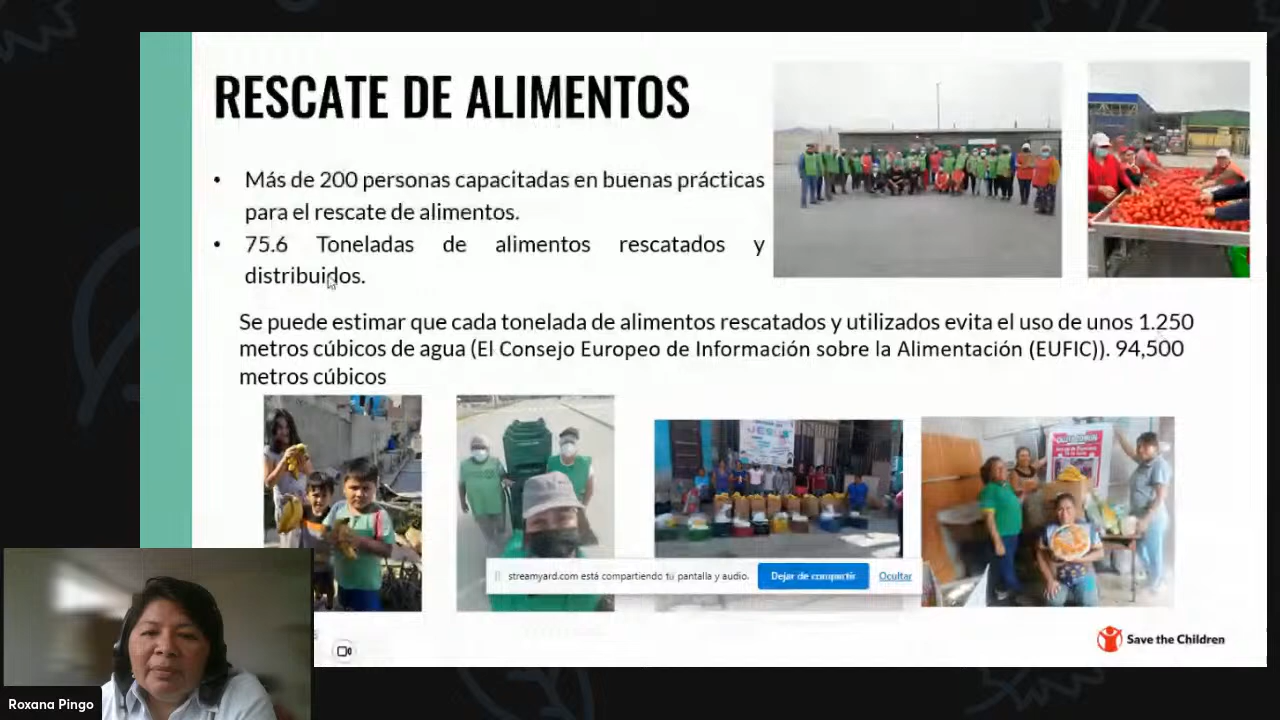 RESCATE DE ALIMENTOS
• Más de 200 personas capacitadas en buenas prácticas
para el rescate de alimentos.
• 75.6 Toneladas de alimentos rescatados y
distribuidos.
Se puede estimar que cada tonelada de alimentos rescatados y utilizados evita el uso de unos 1.250
metros cúbicos de agua (El Consejo Europeo de Información sobre la Alimentación (EUFIC)). 94,500
metros cúbicos
JESUS
streamyard.com está compartiendo tu pantalla y audio.
Dejar de compartir
Ocultar
Save the Children
Roxana Pingo